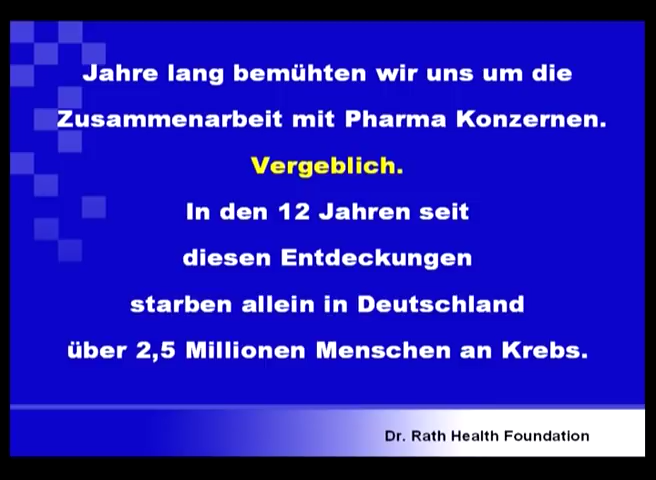 Jahre lang bemühten wir uns um die
Zusammenarbeit mit Pharma Konzernen.
Vergeblich.
In den 12 Jahren seit
diesen Entdeckungen
starben allein in Deutschland
über 2,5 Millionen Menschen an Krebs.
Dr. Rath Health Foundation